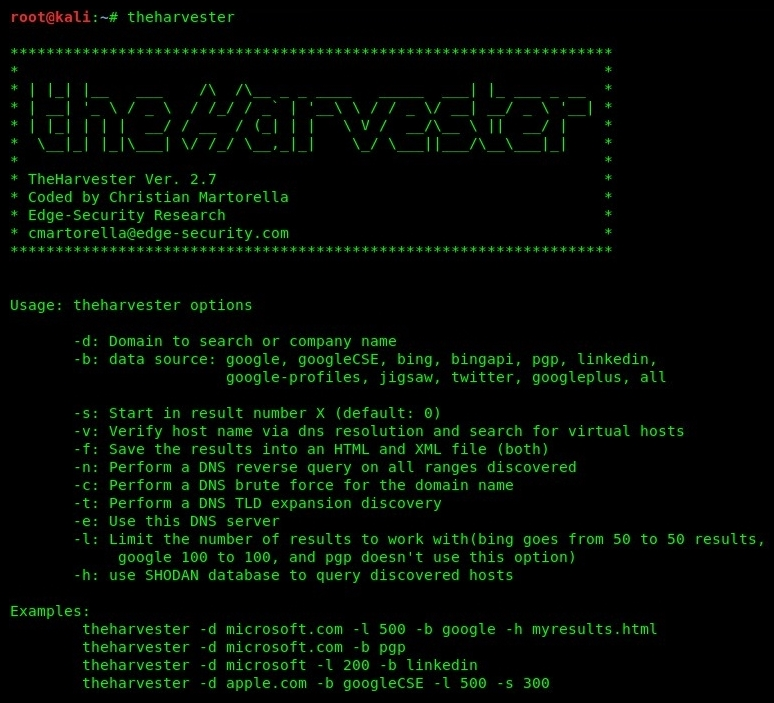 root@kali:~# theharvester
*******************************************************************
*                                                                 *
* | |_| |__   ___    /\  /\__ _ _ ____   _____  ___| |_ ___ _ __  *
* | __| '_ \ / _ \  / /_/ / _` | '__\ \ / / _ \/ __| __/ _ \ '__| *
* | |_| | | |  __/ / __  / (_| | |   \ V /  __/\__ \ ||  __/ |    *
*  \__|_| |_|\___| \/ /_/ \__,_|_|    \_/ \___||___/\__\___|_|    *
*                                                                 *
* TheHarvester Ver. 2.7                                           *
* Coded by Christian Martorella                                   *
* Edge-Security Research                                          *
* cmartorella@edge-security.com                                   *
*******************************************************************
Usage: theharvester options
       -d: Domain to search or company name
       -b: data source: google, googleCSE, bing, bingapi, pgp, linkedin,
                        google-profiles, jigsaw, twitter, googleplus, all
       -s: Start in result number X (default: 0)
       -v: Verify host name via dns resolution and search for virtual hosts
       -f: Save the results into an HTML and XML file (both)
       -n: Perform a DNS reverse query on all ranges discovered
       -c: Perform a DNS brute force for the domain name
       -t: Perform a DNS TLD expansion discovery
       -e: Use this DNS server
       -l: Limit the number of results to work with(bing goes from 50 to 50 results,
            google 100 to 100, and pgp doesn't use this option)
       -h: use SHODAN database to query discovered hosts
Examples:
        theharvester -d microsoft.com -l 500 -b google -h myresults.html
        theharvester -d microsoft.com -b pgp
        theharvester -d microsoft -l 200 -b linkedin
        theharvester -d apple.com -b googleCSE -l 500 -s 300